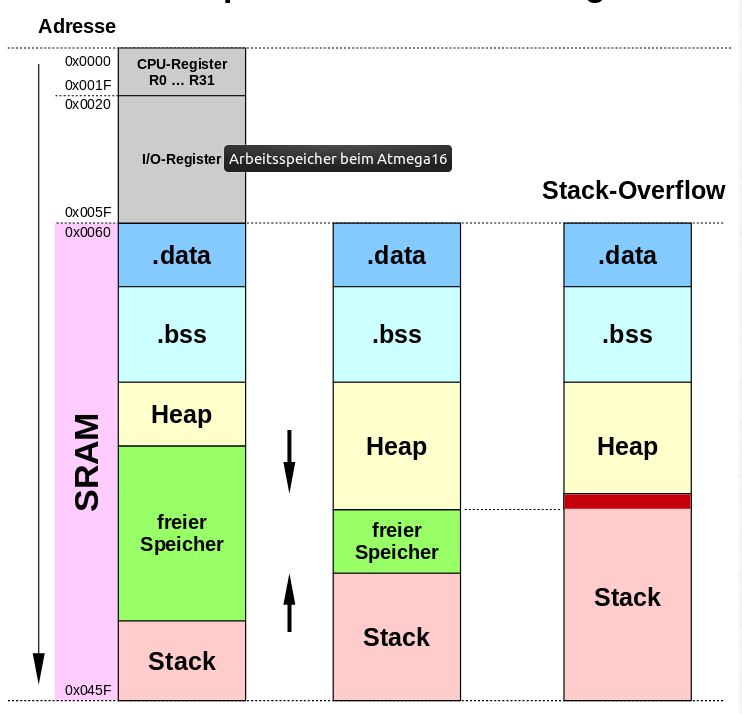 Adresse
0x0000
CPU-Register
R0 ... R31
0x001F
0x0020
I/O-Register
Arbeitsspeicher beim Atmega16
Stack-Overflow
0x005F
0x0060
.data
.data
.data
.bss
.bss
.bss
Heap
Heap
Heap
SRAM
freier
Speicher
freier
Speicher
Stack
Stack
Stack
0x045F